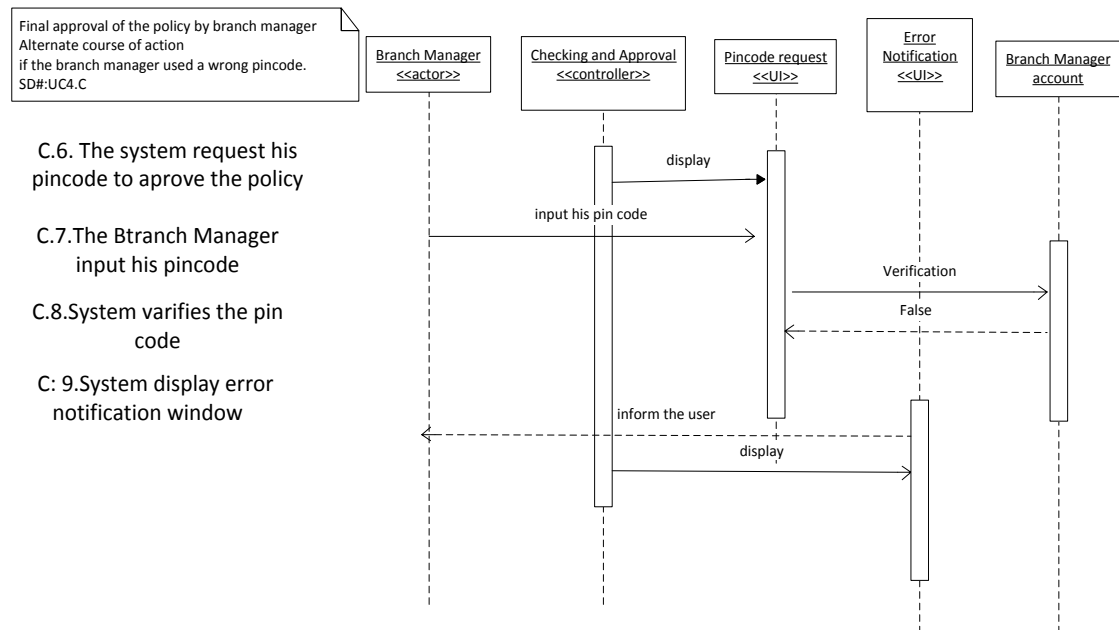 Final approval of the policy by branch manager
Alternate course of action
if the branch manager used a wrong pincode.
SD#:UC4.C
Branch Manager
<<actor>>
Checking and Approval
<<controller>>
Pincode request
<<UI>>
Error
Notification
<<UI>>
Branch Manager
account
C.6. The system request his
pincode to aprove the policy
display
input his pin code
C.7.The Btranch Manager
input his pincode
Verification
C.8.System varifies the pin
code
False
C: 9.System display error
notification window
inform the user
display